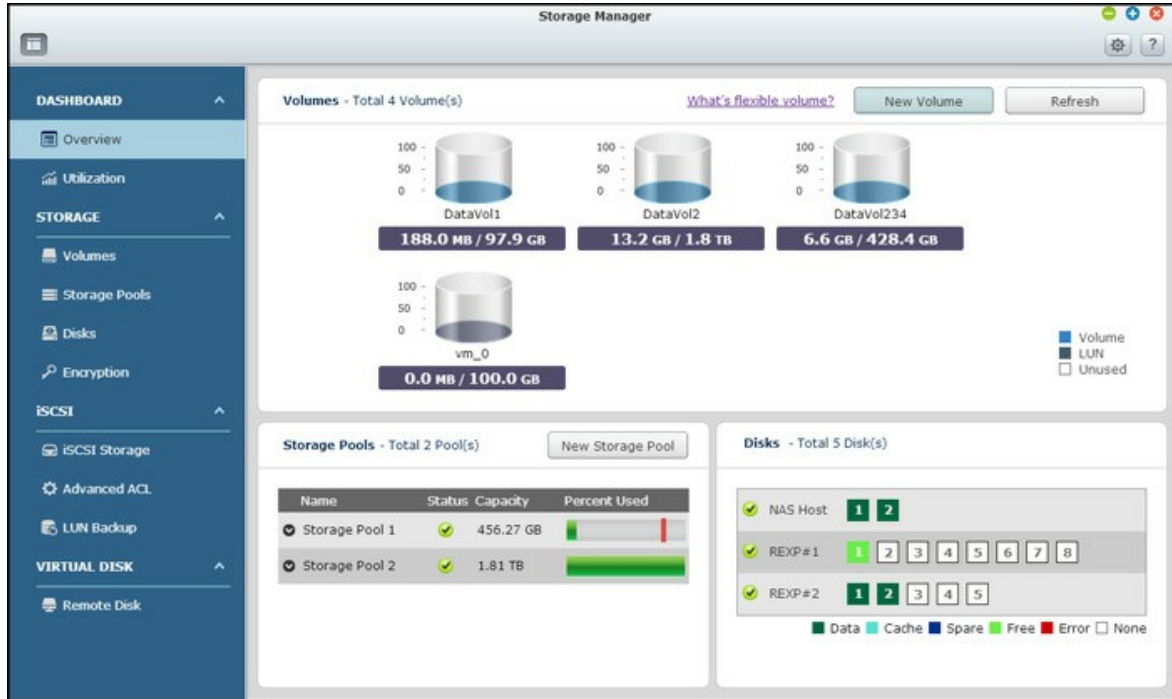 Storage Manager
?
DASHBOARD
Overview
Utilization
STORAGE
Volumes
Storage Pools
Disks
Encryption
iSCSI
iSCSI Storage
Advanced ACL
LUN Backup
VIRTUAL DISK
Remote Disk
Volumes - Total 4 Volume(s)
What's flexible volume?
New Volume
Refresh
100
50
0
DataVol1
188.0 MB / 97.9 GB
100
50
0
DataVol2
13.2 GB / 1.8 TB
100
50
0
DataVol234
6.6 GB / 428.4 GB
100
50
0
vm_0
0.0 MB / 100.0 GB
Volume
LUN
Unused
Storage Pools - Total 2 Pool(s)
New Storage Pool
Name Status Capacity Percent Used
Storage Pool 1 456.27 GB
Storage Pool 2 1.81 TB
Disks - Total 5 Disk(s)
NAS Host 1 2
REXP#1 1 2 3 4 5 6 7 8
REXP#2 1 2 3 4 5
Data Cache Spare Free Error None